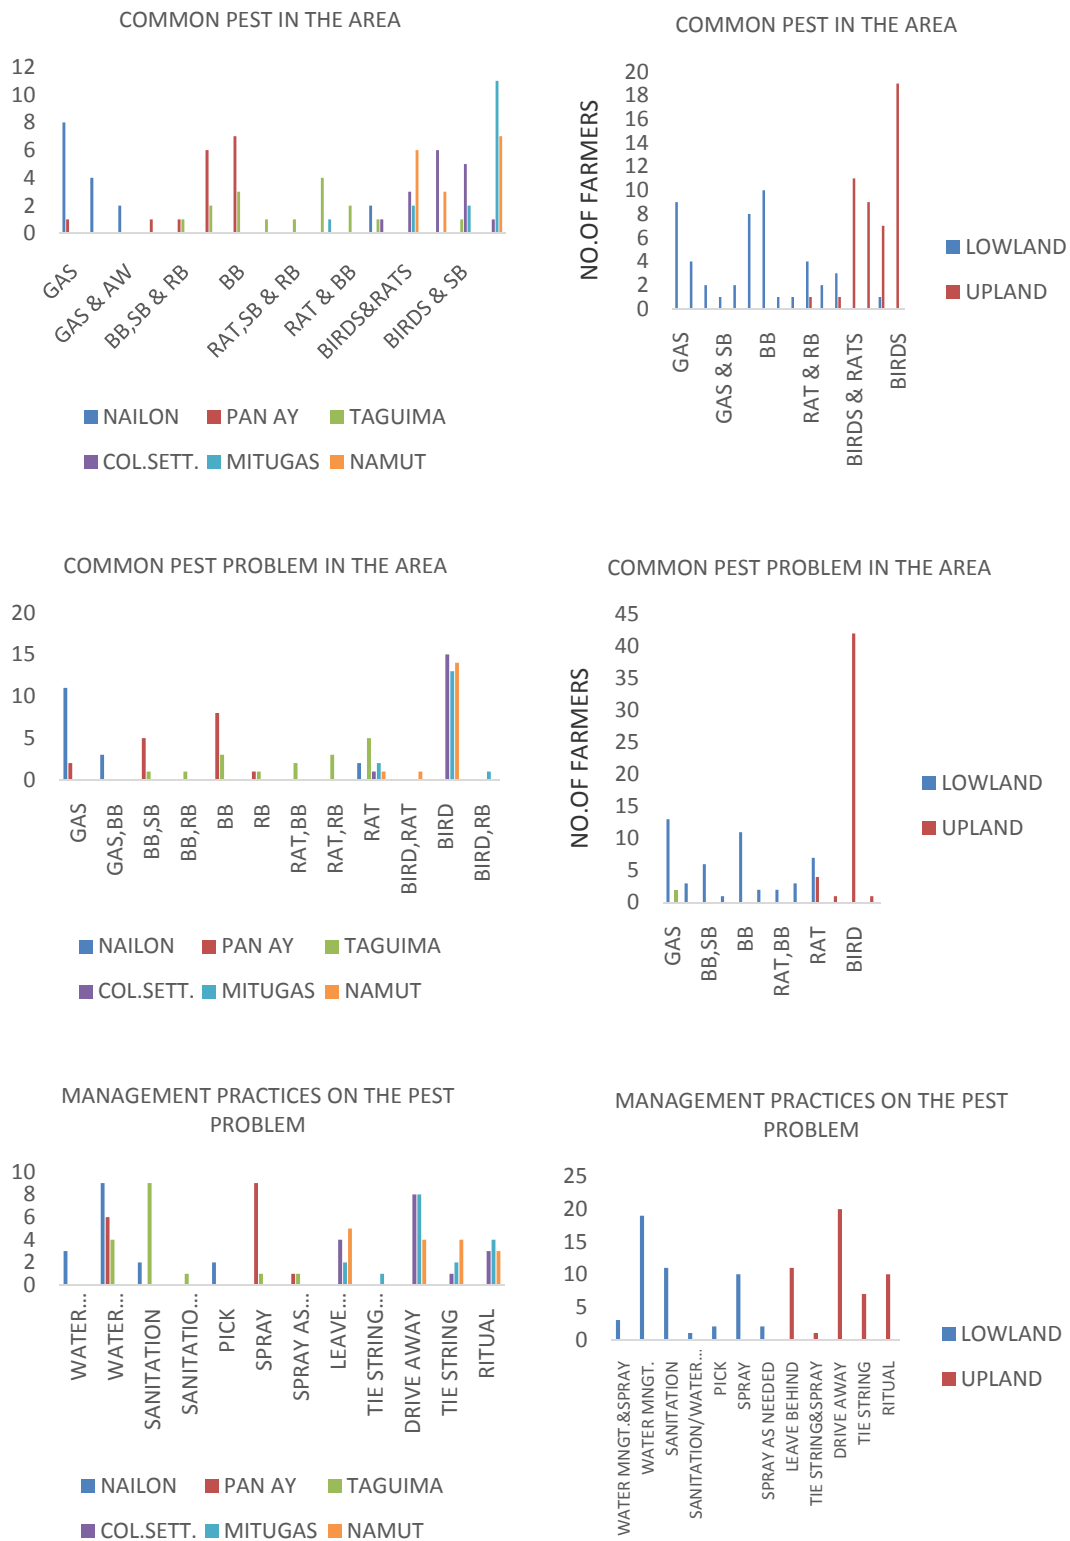 COMMON PEST IN THE AREA
12
10
8
6
4
2
0
GAS
GAS & AW
BB,SB & RB
BB
RAT,SB & RB
RAT & BB
BIRDS&RATS
BIRDS & SB
NAILON PAN AY TAGUIMA
COL.SETT. MITUGAS NAMUT
COMMON PEST IN THE AREA
NO.OF FARMERS
20
18
16
14
12
10
8
6
4
2
0
GAS
GAS & SB
BB
RAT & RB
BIRDS & RATS
BIRDS
LOWLAND
UPLAND
COMMON PEST PROBLEM IN THE AREA
20
15
10
5
0
GAS
GAS,BB
BB,SB
BB,RB
BB
RB
RAT,BB
RAT,RB
RAT
BIRD,RAT
BIRD
BIRD,RB
NAILON PAN AY TAGUIMA
COL.SETT. MITUGAS NAMUT
COMMON PEST PROBLEM IN THE AREA
NO.OF FARMERS
45
40
35
30
25
20
15
10
5
0
GAS
BB,SB
BB
RAT,BB
RAT
BIRD
LOWLAND
UPLAND
MANAGEMENT PRACTICES ON THE PEST
PROBLEM
10
8
6
4
2
0
WATER...
WATER...
SANITATION
SANITATIO...
PICK
SPRAY
SPRAY AS...
LEAVE...
TIE STRING...
DRIVE AWAY
TIE STRING
RITUAL
NAILON PAN AY TAGUIMA
COL.SETT. MITUGAS NAMUT
MANAGEMENT PRACTICES ON THE PEST
PROBLEM
25
20
15
10
5
0
WATER MNGT.&SPRAY
WATER MNGT.
SANITATION
SANITATION/WATER...
PICK
SPRAY
SPRAY AS NEEDED
LEAVE BEHIND
TIE STRING&SPRAY
DRIVE AWAY
TIE STRING
RITUAL
LOWLAND
UPLAND